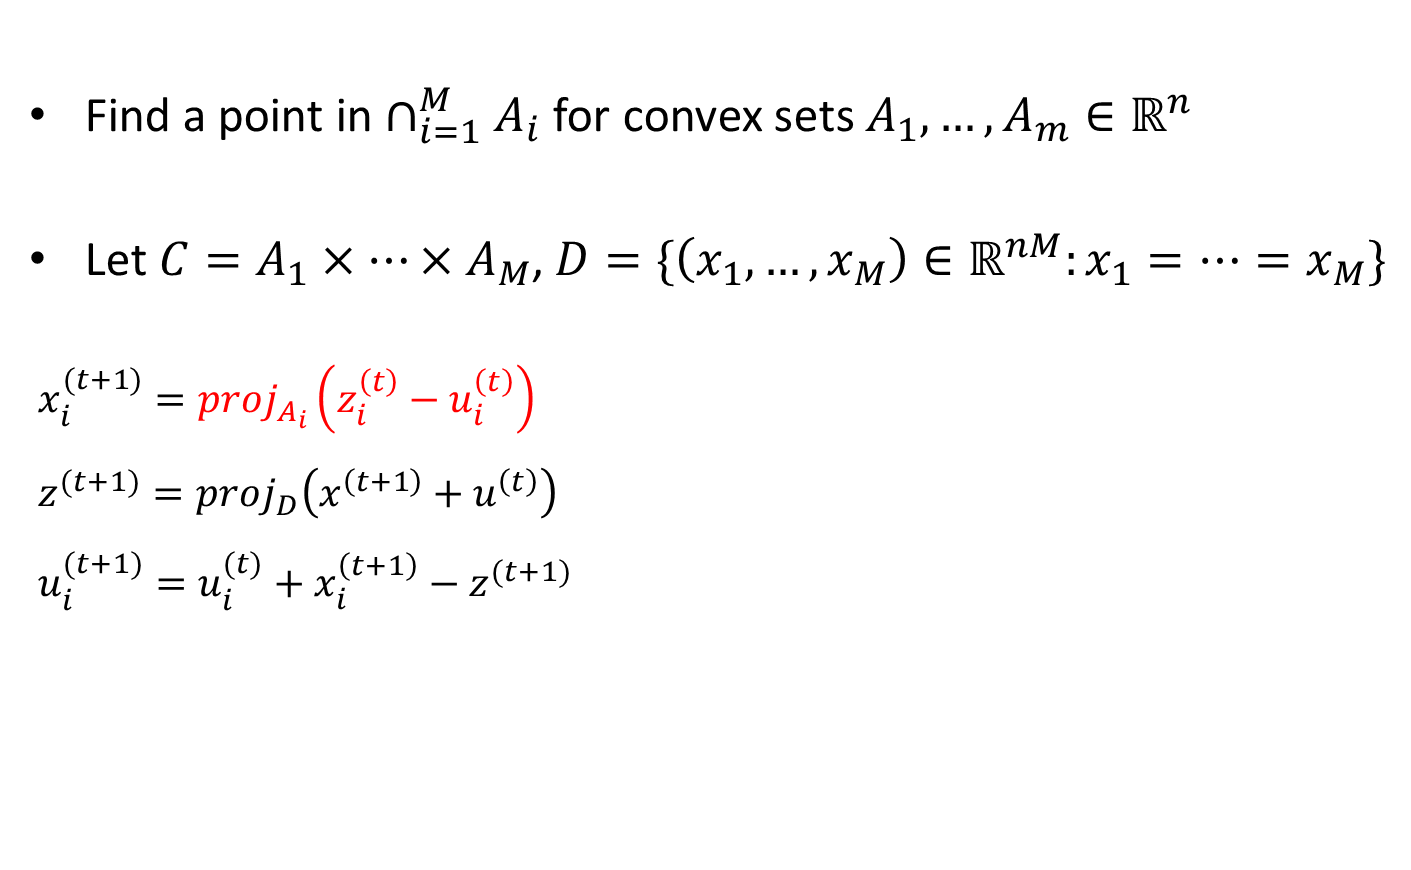 • Find a point in ∩_{i=1}^{M} A_i for convex sets A_1, … , A_m ∈ ℝ^n
• Let C = A_1 × ⋯ × A_M, D = {(x_1, … , x_M) ∈ ℝ^{nM}: x_1 = ⋯ = x_M}
x_i^{(t+1)} = proj_{A_i}(z_i^{(t)} − u_i^{(t)})
z^{(t+1)} = proj_D(x^{(t+1)} + u^{(t)})
u_i^{(t+1)} = u_i^{(t)} + x_i^{(t+1)} − z^{(t+1)}